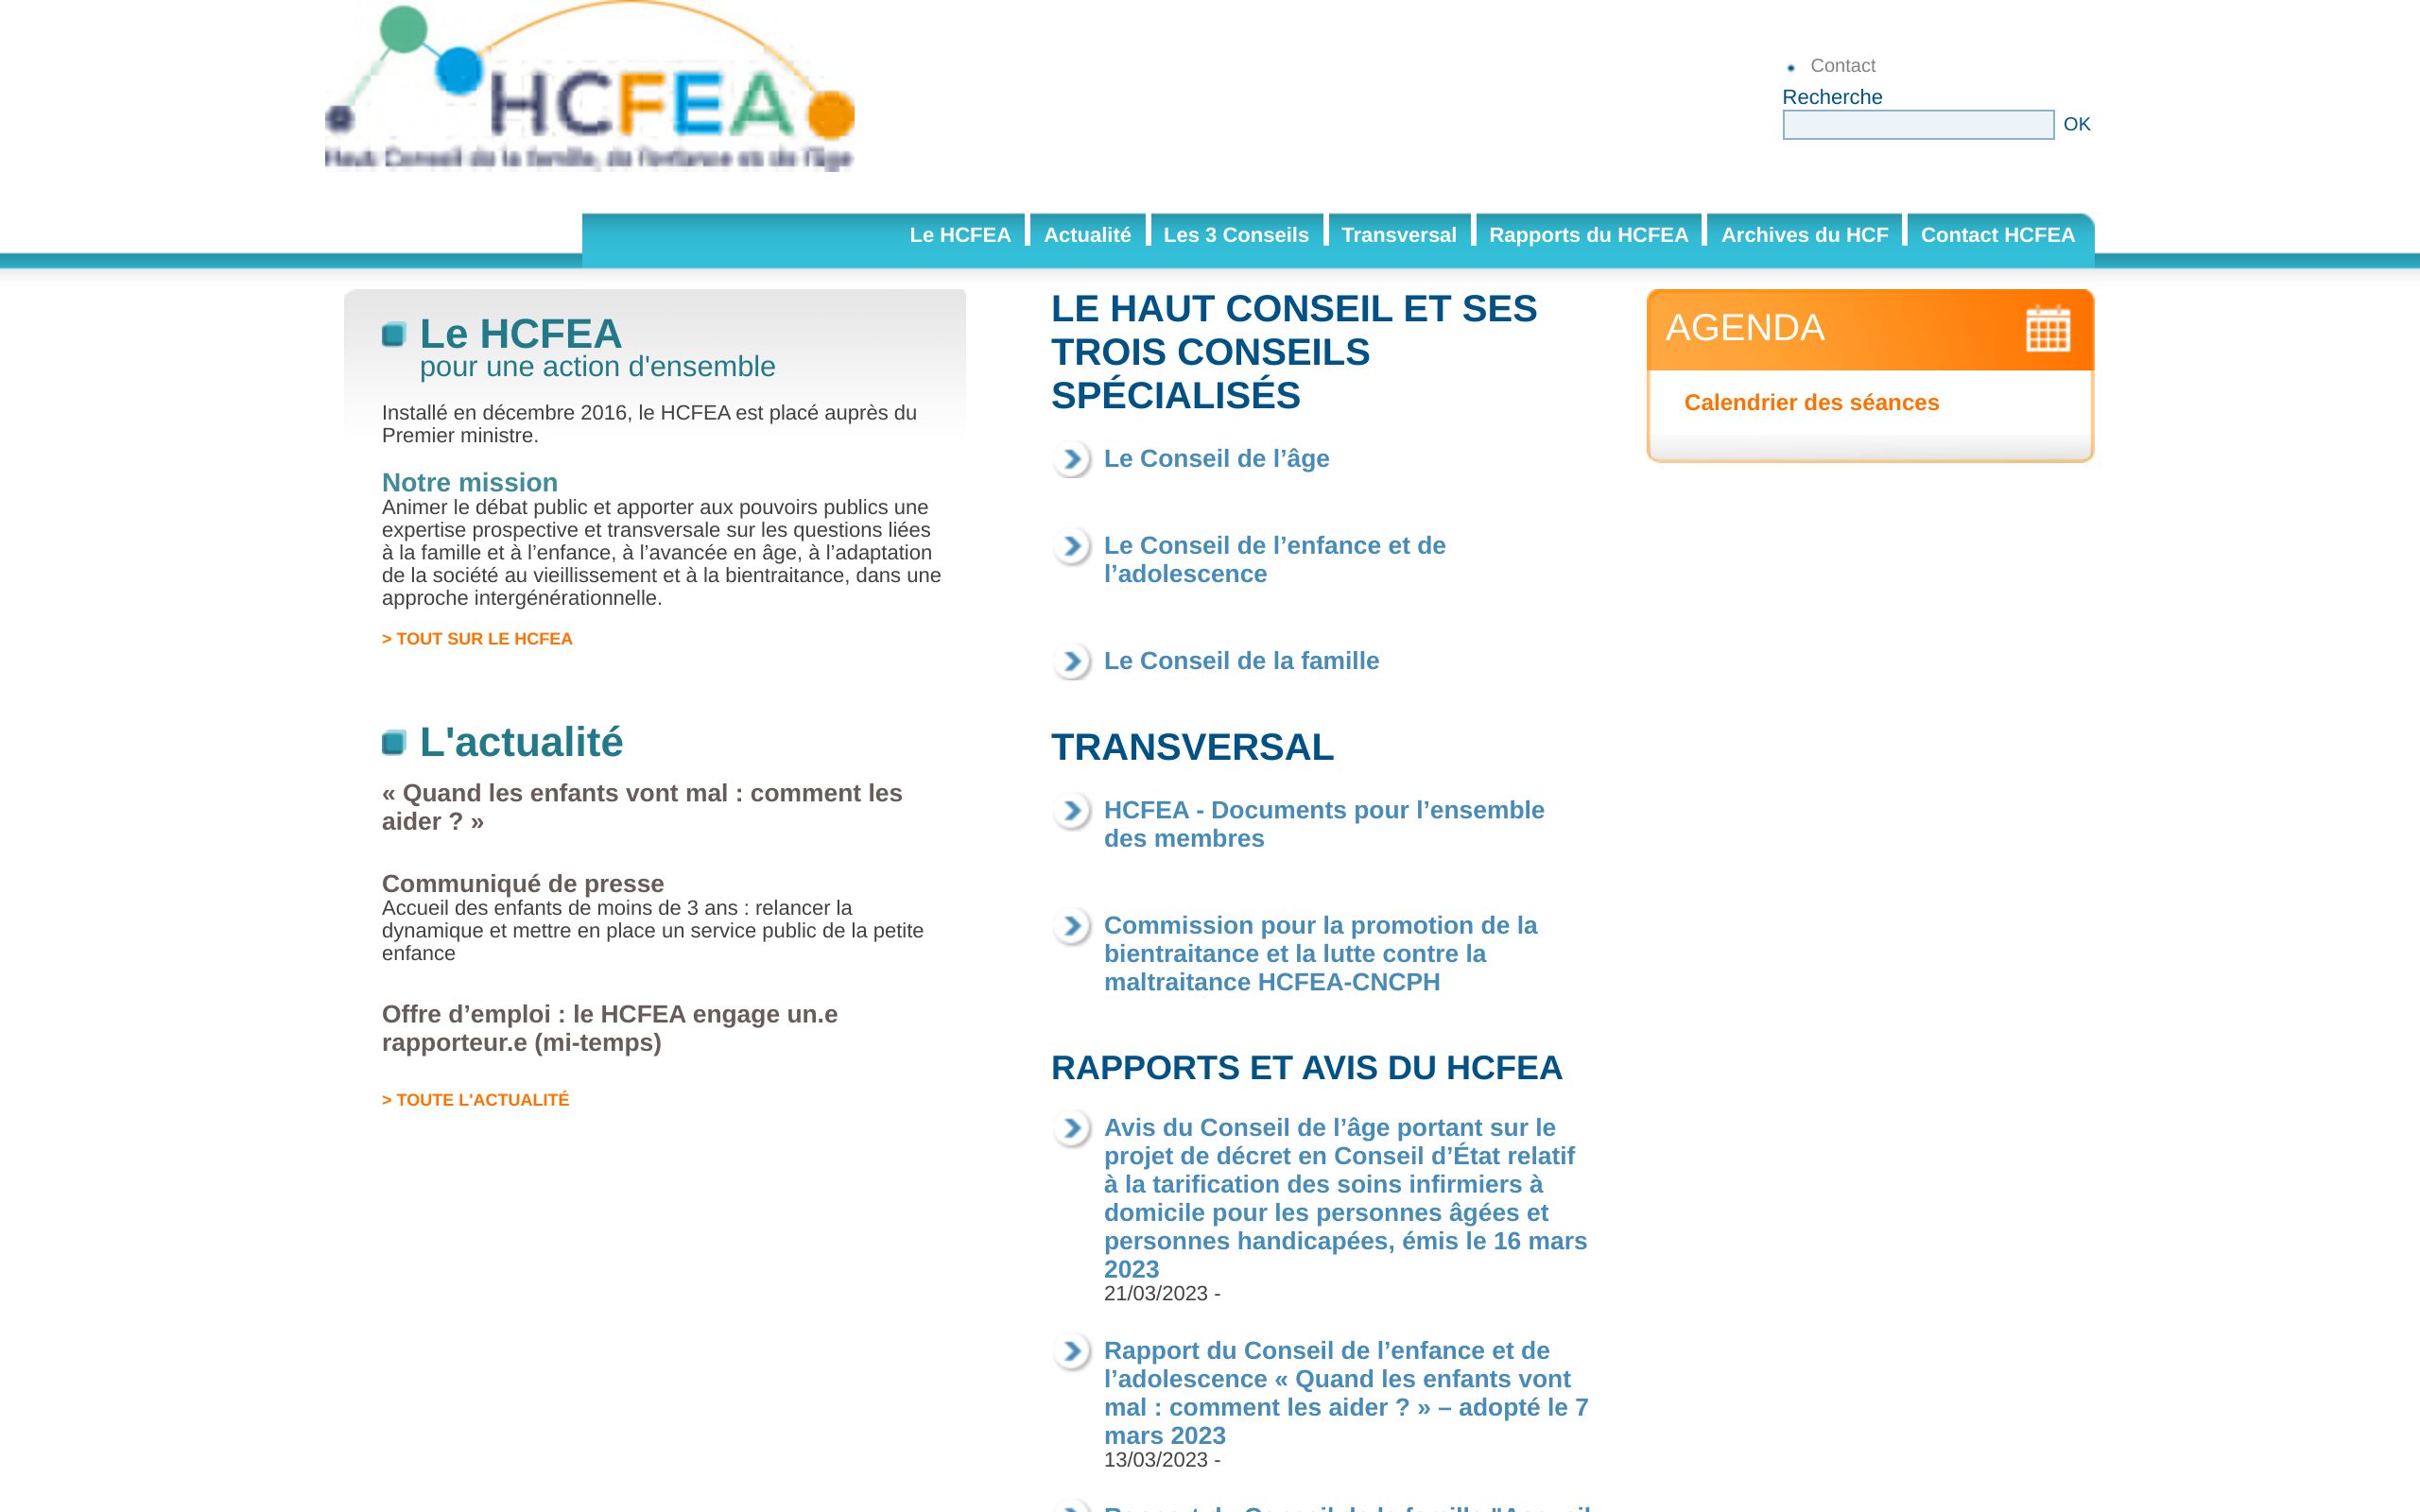 HCFEA
Haut Conseil de la famille, de l'enfance et de l'âge
Contact
Recherche
OK
Le HCFEA
Actualité
Les 3 Conseils
Transversal
Rapports du HCFEA
Archives du HCF
Contact HCFEA
Le HCFEA
pour une action d'ensemble
Installé en décembre 2016, le HCFEA est placé auprès du
Premier ministre.
Notre mission
Animer le débat public et apporter aux pouvoirs publics une
expertise prospective et transversale sur les questions liées
à la famille et à l’enfance, à l’avancée en âge, à l’adaptation
de la société au vieillissement et à la bientraitance, dans une
approche intergénérationnelle.
> TOUT SUR LE HCFEA
L'actualité
« Quand les enfants vont mal : comment les
aider ? »
Communiqué de presse
Accueil des enfants de moins de 3 ans : relancer la
dynamique et mettre en place un service public de la petite
enfance
Offre d’emploi : le HCFEA engage un.e
rapporteur.e (mi-temps)
> TOUTE L'ACTUALITÉ
LE HAUT CONSEIL ET SES
TROIS CONSEILS
SPÉCIALISÉS
Le Conseil de l’âge
Le Conseil de l’enfance et de
l’adolescence
Le Conseil de la famille
TRANSVERSAL
HCFEA - Documents pour l’ensemble
des membres
Commission pour la promotion de la
bientraitance et la lutte contre la
maltraitance HCFEA-CNCPH
RAPPORTS ET AVIS DU HCFEA
Avis du Conseil de l’âge portant sur le
projet de décret en Conseil d’État relatif
à la tarification des soins infirmiers à
domicile pour les personnes âgées et
personnes handicapées, émis le 16 mars
2023
21/03/2023 -
Rapport du Conseil de l’enfance et de
l’adolescence « Quand les enfants vont
mal : comment les aider ? » – adopté le 7
mars 2023
13/03/2023 -
Rapport du Conseil de la famille "Accueil
AGENDA
Calendrier des séances